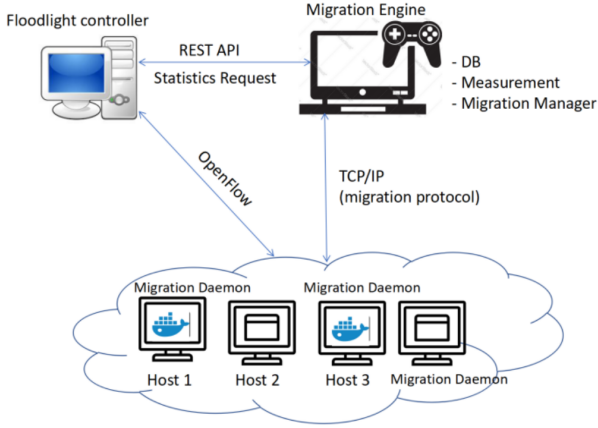 Floodlight controller
Migration Engine
REST API
Statistics Request
- DB
- Measurement
- Migration Manager
OpenFlow
TCP/IP
(migration protocol)
Migration Daemon
Migration Daemon
Host 1
Host 2
Host 3
Migration Daemon